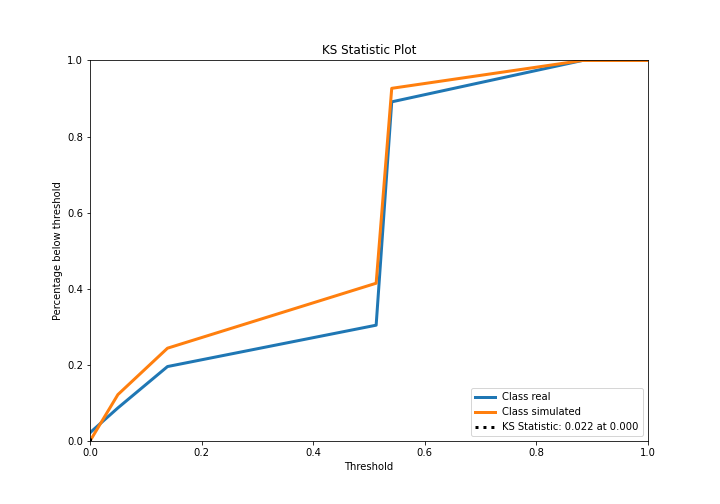 KS Statistic Plot
1.0
0.8
0.6
0.4
0.2
0.0
Percentage below threshold
0.0 0.2 0.4 0.6 0.8 1.0
Threshold
Class real
Class simulated
KS Statistic: 0.022 at 0.000